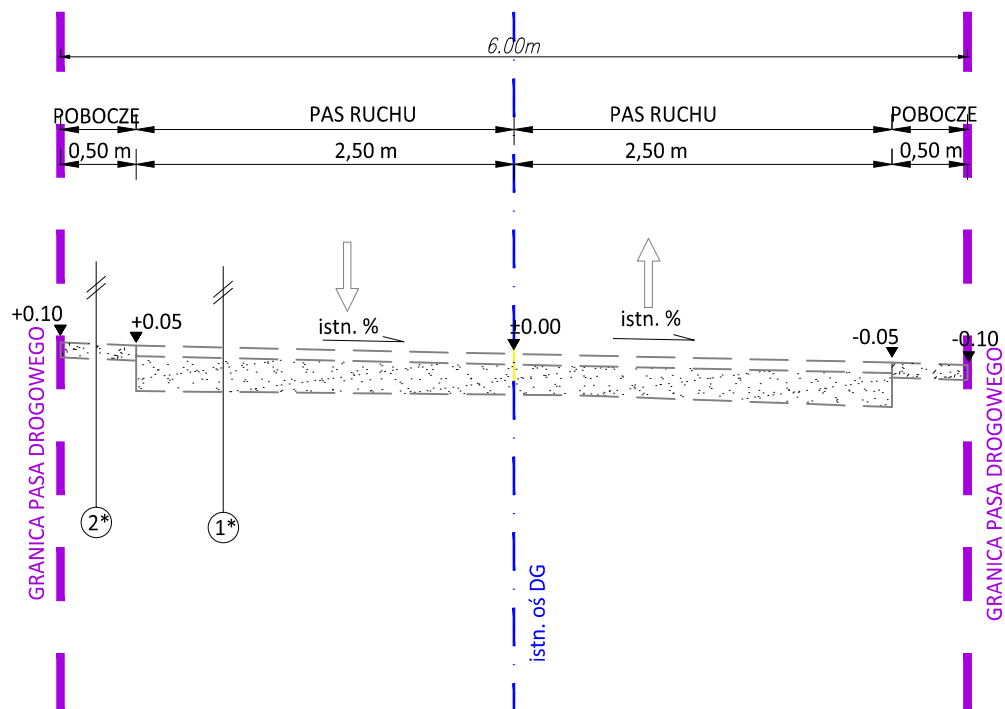 6.00m
POBOCZE
PAS RUCHU
PAS RUCHU
POBOCZE
0,50 m
2,50 m
2,50 m
0,50 m
+0.10
+0.05
istn. %
±0.00
istn. %
-0.05
-0.10
GRANICA PASA DROGOWEGO
GRANICA PASA DROGOWEGO
2*
1*
istn. oś DG